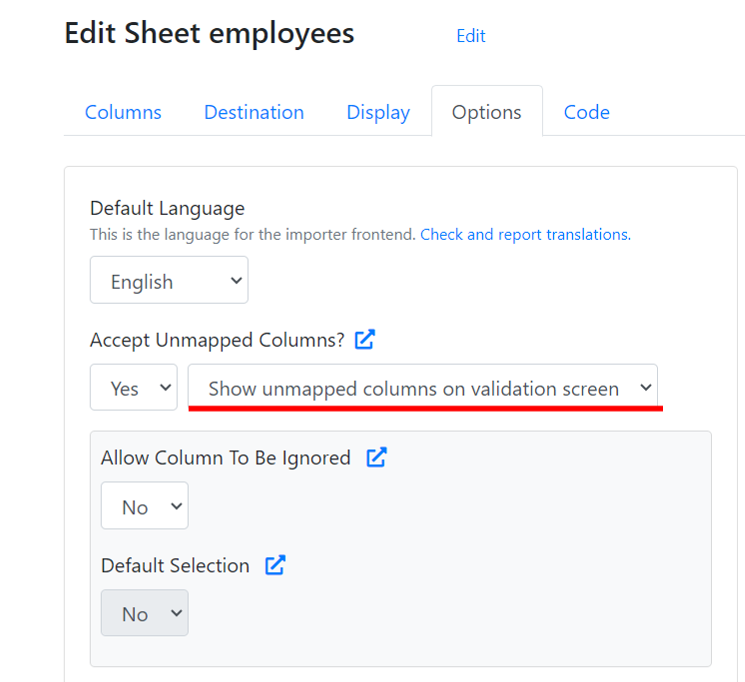 Edit Sheet employees Edit
Columns Destination Display Options Code
Default Language
This is the language for the importer frontend. Check and report translations.
English
Accept Unmapped Columns?
Yes Show unmapped columns on validation screen
Allow Column To Be Ignored
No
Default Selection
No